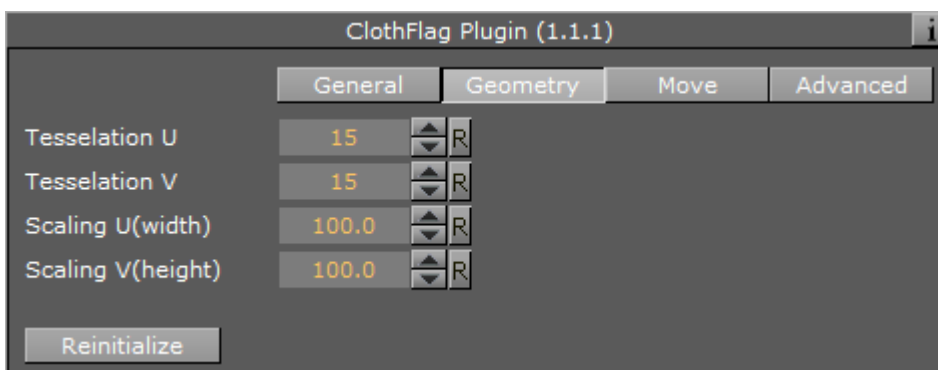 ClothFlag Plugin (1.1.1) i
General Geometry Move Advanced
Tesselation U 15 R
Tesselation V 15 R
Scaling U(width) 100.0 R
Scaling V(height) 100.0 R
Reinitialize